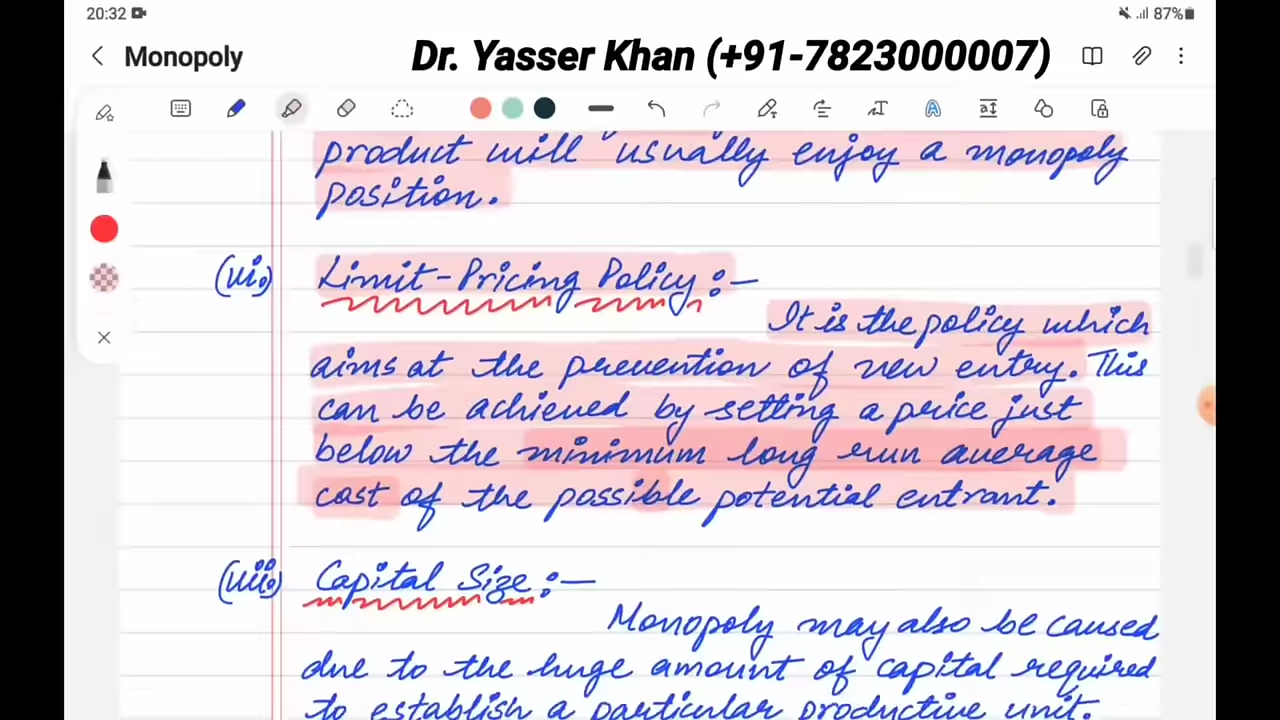 20:32 87%
Monopoly Dr. Yasser Khan (+91-7823000007)
product will usually enjoy a monopoly
position.
(vi.) Limit-Pricing Policy:-
It is the policy which
aims at the prevention of new entry. This
can be achieved by setting a price just
below the minimum long run average
cost of the possible potential entrant.
(vii.) Capital Size:-
Monopoly may also be caused
due to the huge amount of capital required
to establish a particular productive unit.